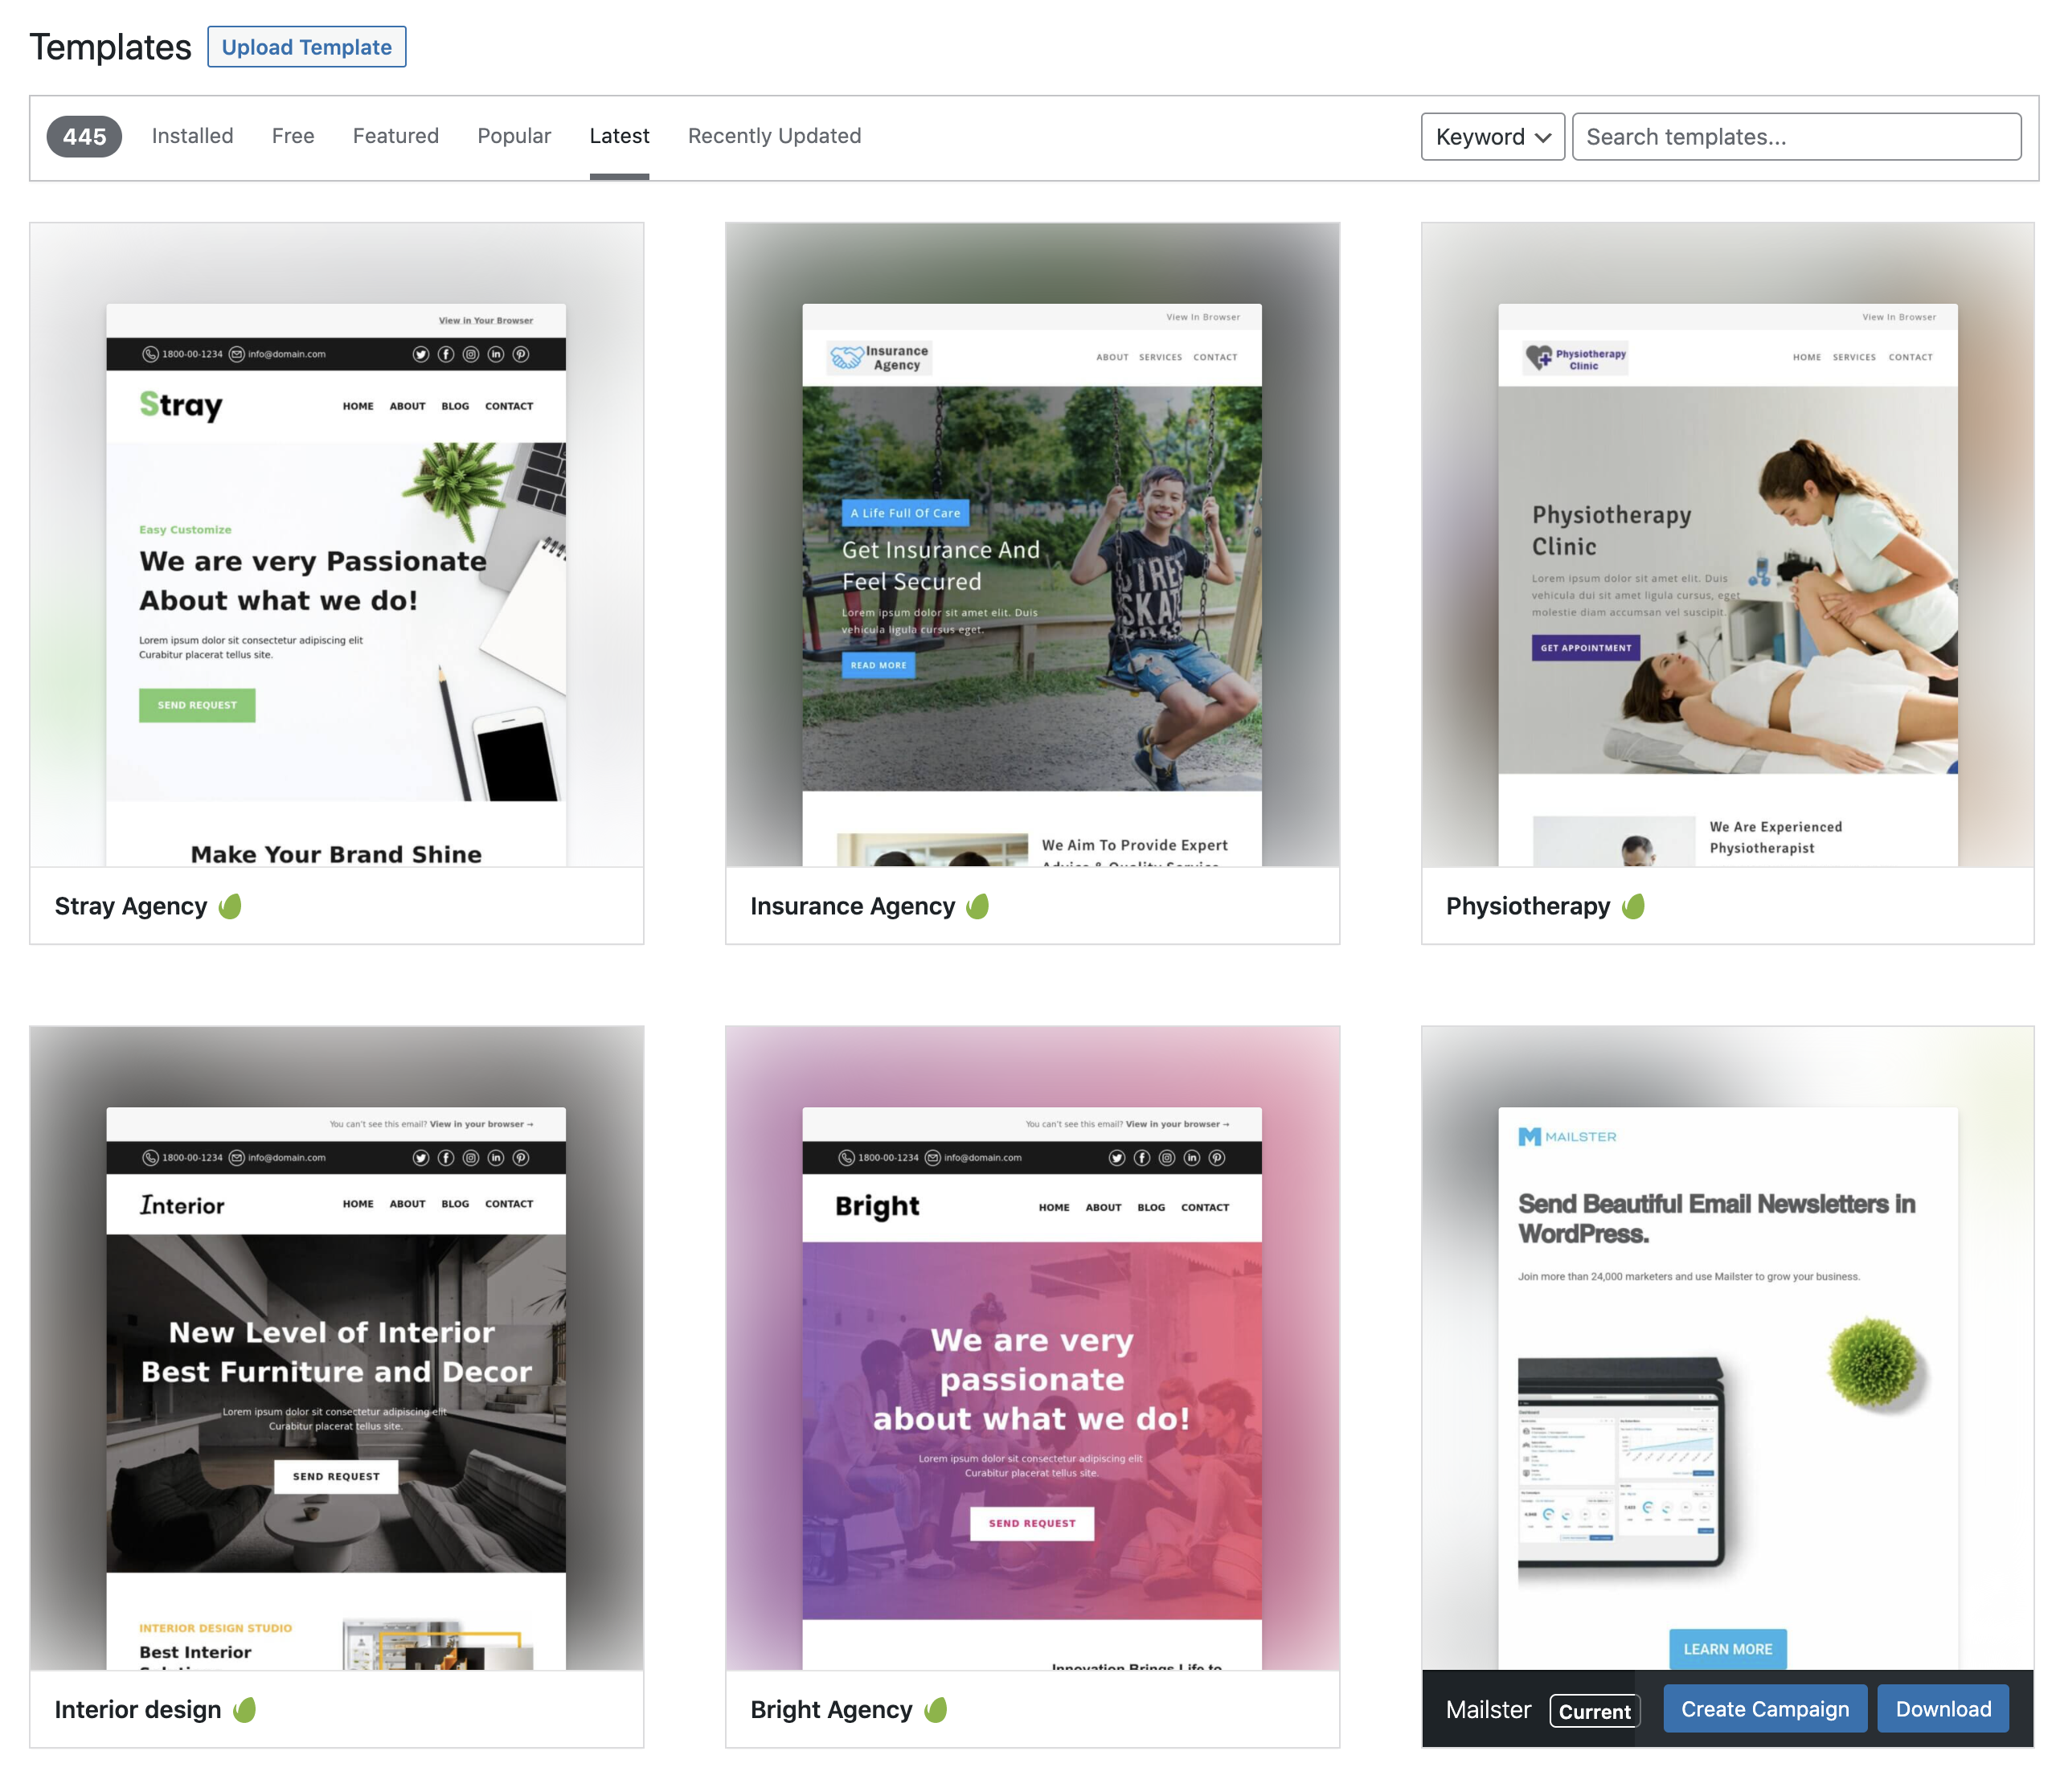 Templates
Upload Template
445
Installed
Free
Featured
Popular
Latest
Recently Updated
Keyword
Search templates...
View in Your Browser
1800-00-1234 info@domain.com
Stray
HOME ABOUT BLOG CONTACT
Easy Customize
We are very Passionate
About what we do!
Lorem ipsum dolor sit consectetur adipiscing elit
Curabitur placerat tellus site.
SEND REQUEST
Make Your Brand Shine
Stray Agency
View In Browser
Insurance
Agency
ABOUT SERVICES CONTACT
A Life Full Of Care
Get Insurance And
Feel Secured
Lorem ipsum dolor sit amet elit. Duis
vehicula ligula cursus eget.
READ MORE
We Aim To Provide Expert
Advice & Quality Service
Insurance Agency
View In Browser
Physiotherapy
Clinic
HOME SERVICES CONTACT
Physiotherapy
Clinic
Lorem ipsum dolor sit amet elit. Duis
vehicula dui sit amet ligula cursus, eget
molestie diam accumsan vel suscipit.
GET APPOINTMENT
We Are Experienced
Physiotherapist
Physiotherapy
You can't see this email? View in your browser →
1800-00-1234 info@domain.com
Interior
HOME ABOUT BLOG CONTACT
New Level of Interior
Best Furniture and Decor
Lorem ipsum dolor sit consectetur adipiscing elit
Curabitur placerat tellus site.
SEND REQUEST
INTERIOR DESIGN STUDIO
Best Interior
Interior design
You can't see this email? View in your browser →
1800-00-1234 info@domain.com
Bright
HOME ABOUT BLOG CONTACT
We are very
passionate
about what we do!
Lorem ipsum dolor sit consectetur adipiscing elit
Curabitur placerat tellus site.
SEND REQUEST
Innovation Brings Life to
Bright Agency
MAILSTER
Send Beautiful Email Newsletters in
WordPress.
Join more than 24,000 marketers and use Mailster to grow your business.
LEARN MORE
Mailster
Current
Create Campaign
Download